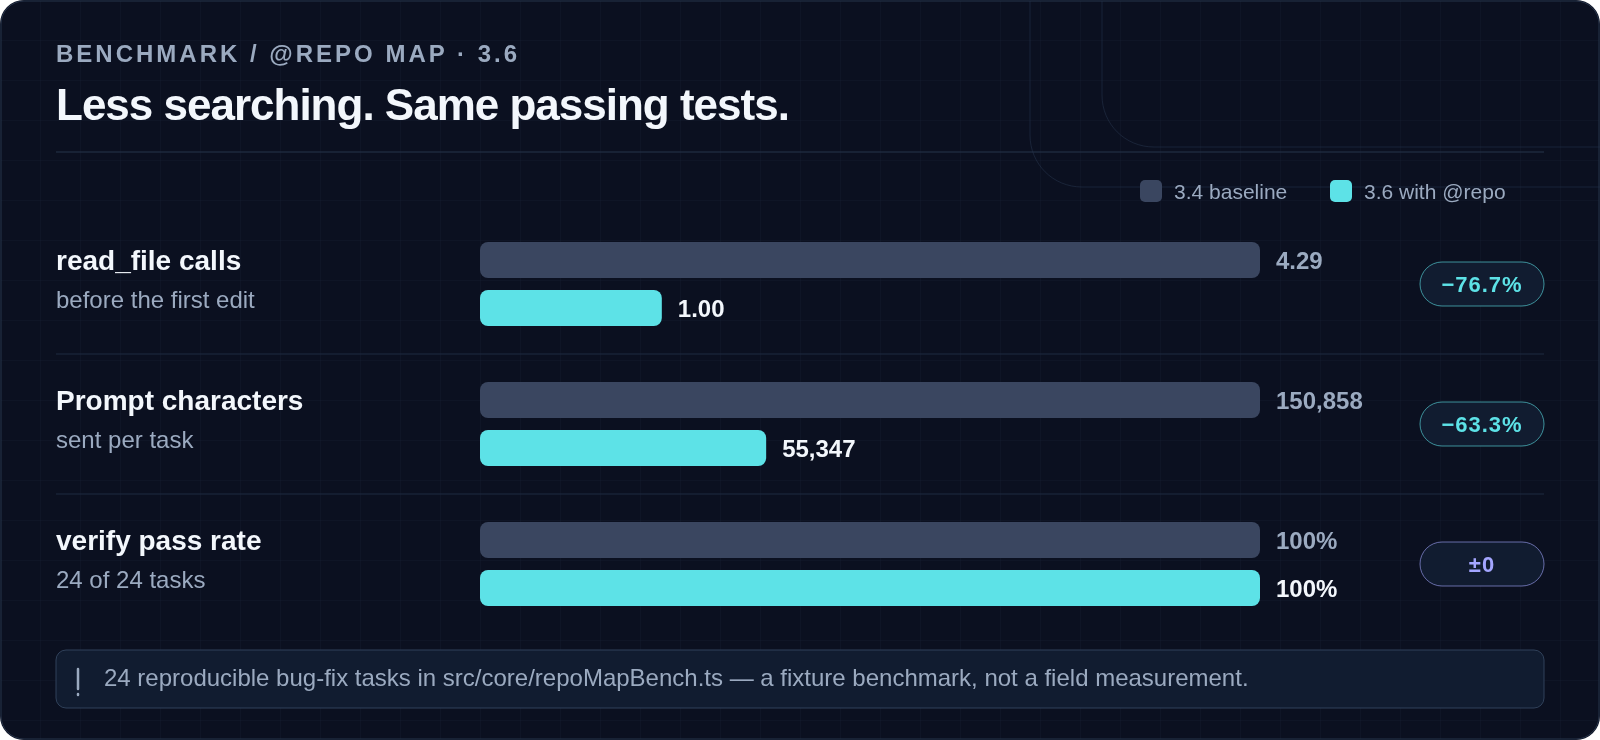 BENCHMARK / @REPO MAP · 3.6
Less searching. Same passing tests.
3.4 baseline
3.6 with @repo
read_file calls
before the first edit
4.29
1.00
−76.7%
Prompt characters
sent per task
150,858
55,347
−63.3%
verify pass rate
24 of 24 tasks
100%
100%
±0
24 reproducible bug-fix tasks in src/core/repoMapBench.ts — a fixture benchmark, not a field measurement.